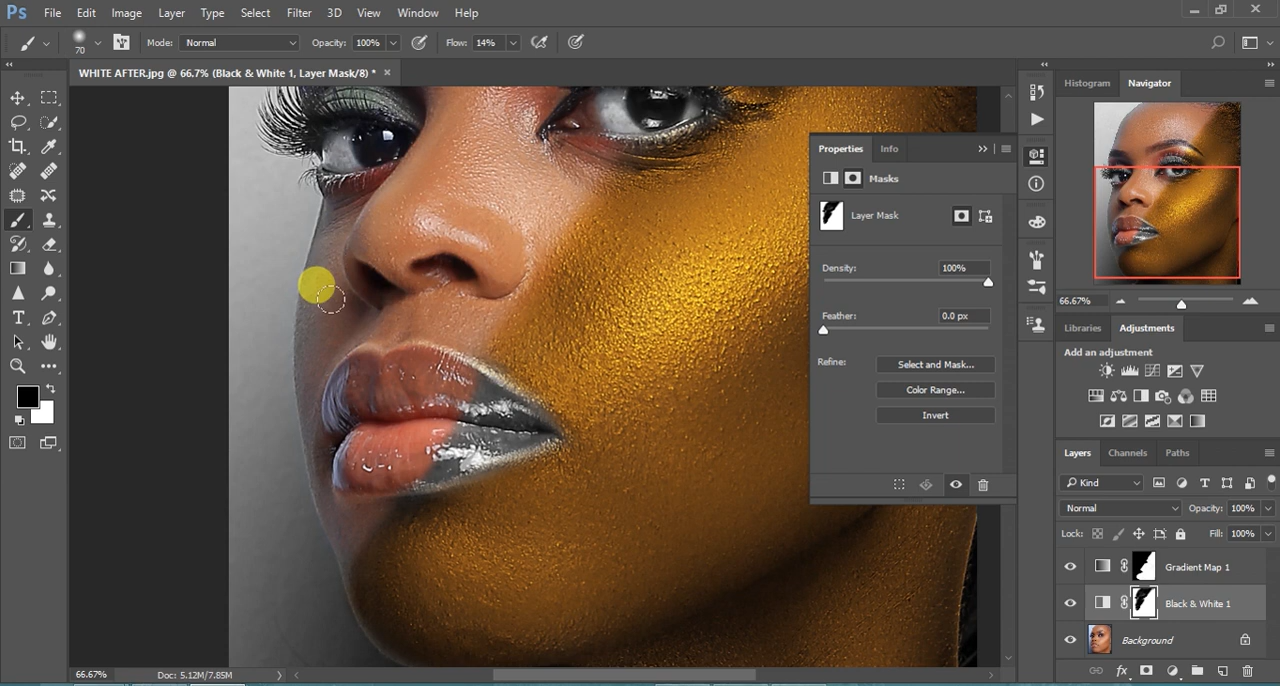 Ps File Edit Image Layer Type Select Filter 3D View Window Help
70 Mode: Normal Opacity: 100% Flow: 14%
WHITE AFTER.jpg @ 66.7% (Black & White 1, Layer Mask/8) * ×
Histogram Navigator
Properties Info
Masks
Layer Mask
Density: 100%
Feather: 0.0 px
Refine: Select and Mask...
Color Range...
Invert
66.67%
Libraries Adjustments
Add an adjustment
Layers Channels Paths
Kind
Normal Opacity: 100%
Lock: Fill: 100%
Gradient Map 1
Black & White 1
Background
66.67% Doc: 5.12M/7.85M